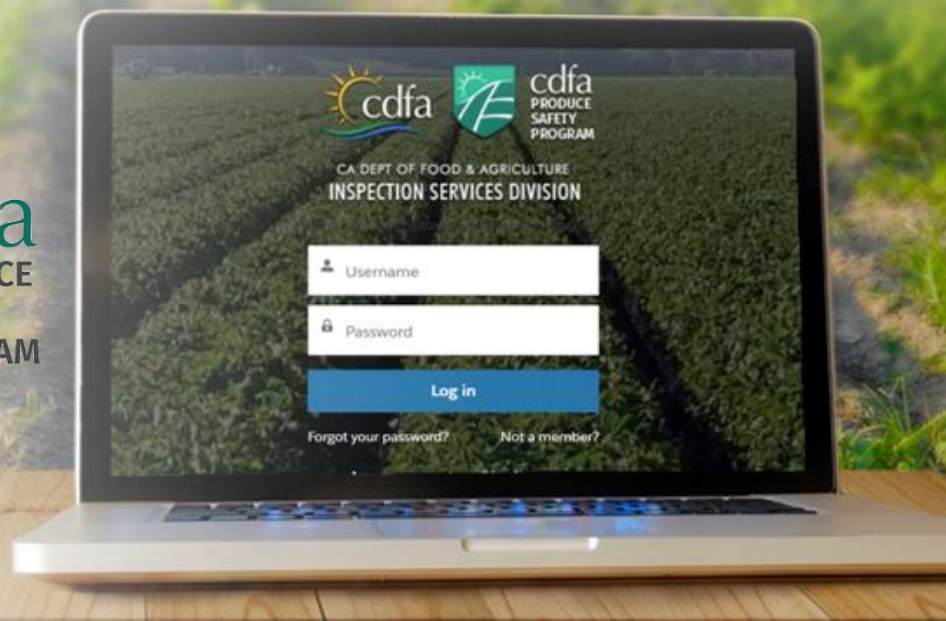 a
CE
AM
cdfa
cdfa
PRODUCE
SAFETY
PROGRAM
CA DEPT OF FOOD & AGRICULTURE
INSPECTION SERVICES DIVISION
Username
Password
Log in
Forgot your password?
Not a member?